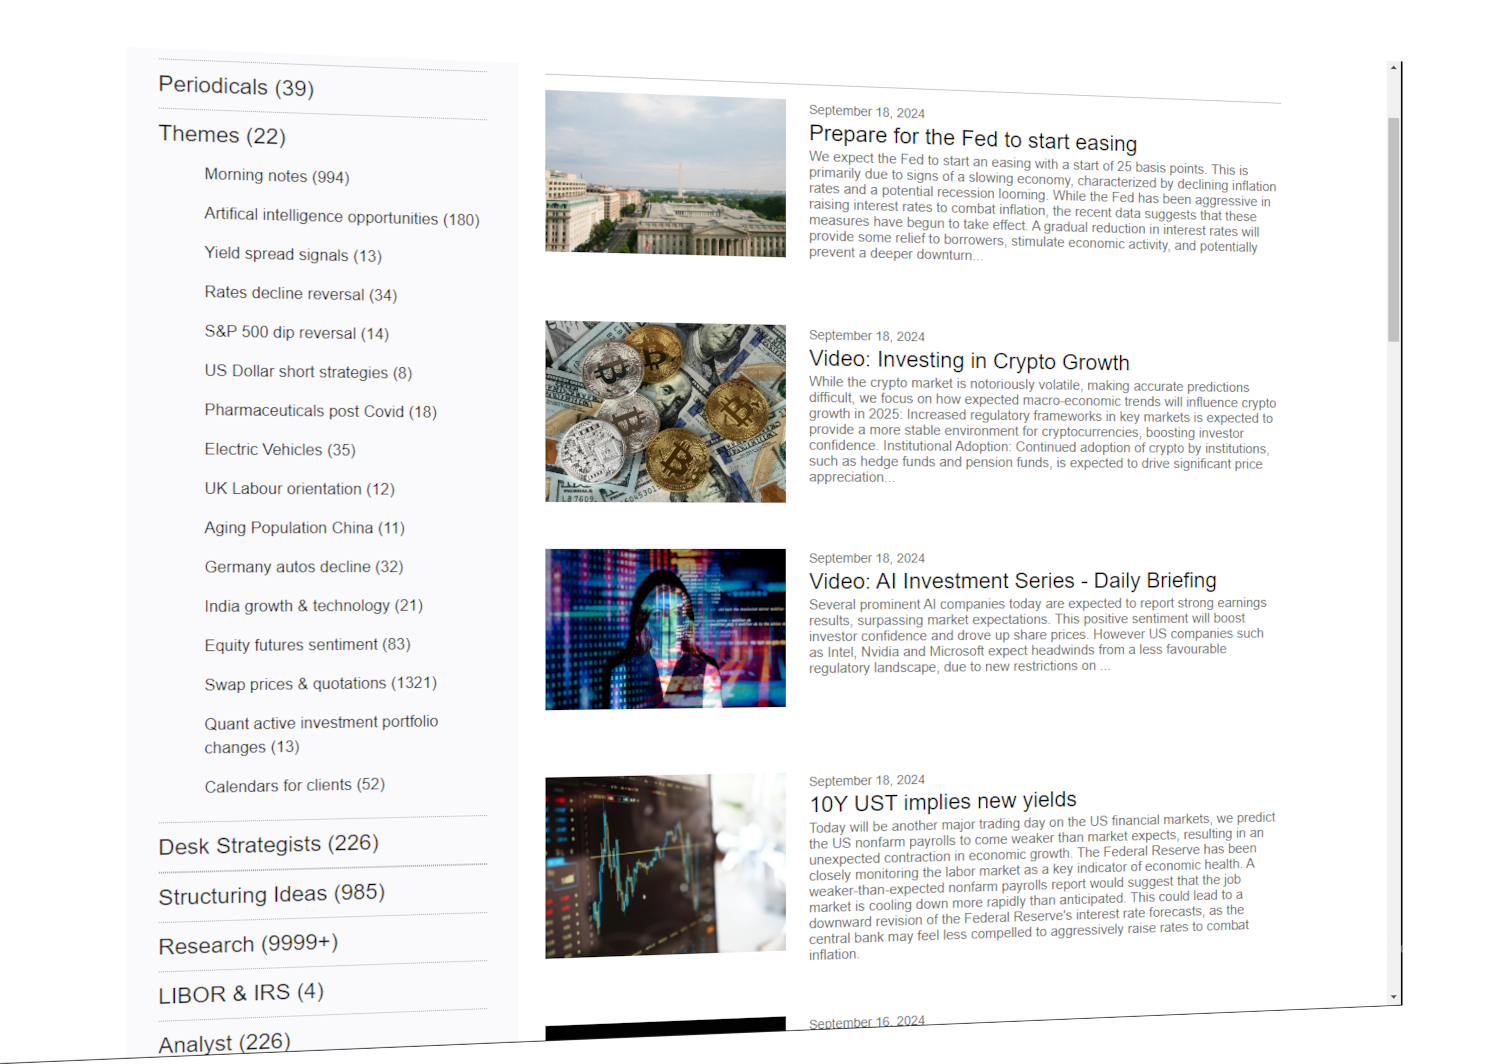 Periodicals (39)
Themes (22)
Morning notes (994)
Artifical intelligence opportunities (180)
Yield spread signals (13)
Rates decline reversal (34)
S&P 500 dip reversal (14)
US Dollar short strategies (8)
Pharmaceuticals post Covid (18)
Electric Vehicles (35)
UK Labour orientation (12)
Aging Population China (11)
Germany autos decline (32)
India growth & technology (21)
Equity futures sentiment (83)
Swap prices & quotations (1321)
Quant active investment portfolio
changes (13)
Calendars for clients (52)
Desk Strategists (226)
Structuring Ideas (985)
Research (9999+)
LIBOR & IRS (4)
Analyst (226)
September 18, 2024
Prepare for the Fed to start easing
We expect the Fed to start an easing with a start of 25 basis points. This is
primarily due to signs of a slowing economy, characterized by declining inflation
rates and a potential recession looming. While the Fed has been aggressive in
raising interest rates to combat inflation, the recent data suggests that these
measures have begun to take effect. A gradual reduction in interest rates will
provide some relief to borrowers, stimulate economic activity, and potentially
prevent a deeper downturn...
September 18, 2024
Video: Investing in Crypto Growth
While the crypto market is notoriously volatile, making accurate predictions
difficult, we focus on how expected macro-economic trends will influence crypto
growth in 2025: Increased regulatory frameworks in key markets is expected to
provide a more stable environment for cryptocurrencies, boosting investor
confidence. Institutional Adoption: Continued adoption of crypto by institutions,
such as hedge funds and pension funds, is expected to drive significant price
appreciation...
September 18, 2024
Video: AI Investment Series - Daily Briefing
Several prominent AI companies today are expected to report strong earnings
results, surpassing market expectations. This positive sentiment will boost
investor confidence and drove up share prices. However US companies such
as Intel, Nvidia and Microsoft expect headwinds from a less favourable
regulatory landscape, due to new restrictions on ...
September 18, 2024
10Y UST implies new yields
Today will be another major trading day on the US financial markets, we predict
the US nonfarm payrolls to come weaker than market expects, resulting in an
unexpected contraction in economic growth. The Federal Reserve has been
closely monitoring the labor market as a key indicator of economic health. A
weaker-than-expected nonfarm payrolls report would suggest that the job
market is cooling down more rapidly than anticipated. This could lead to a
downward revision of the Federal Reserve's interest rate forecasts, as the
central bank may feel less compelled to aggressively raise rates to combat
inflation.
September 16, 2024